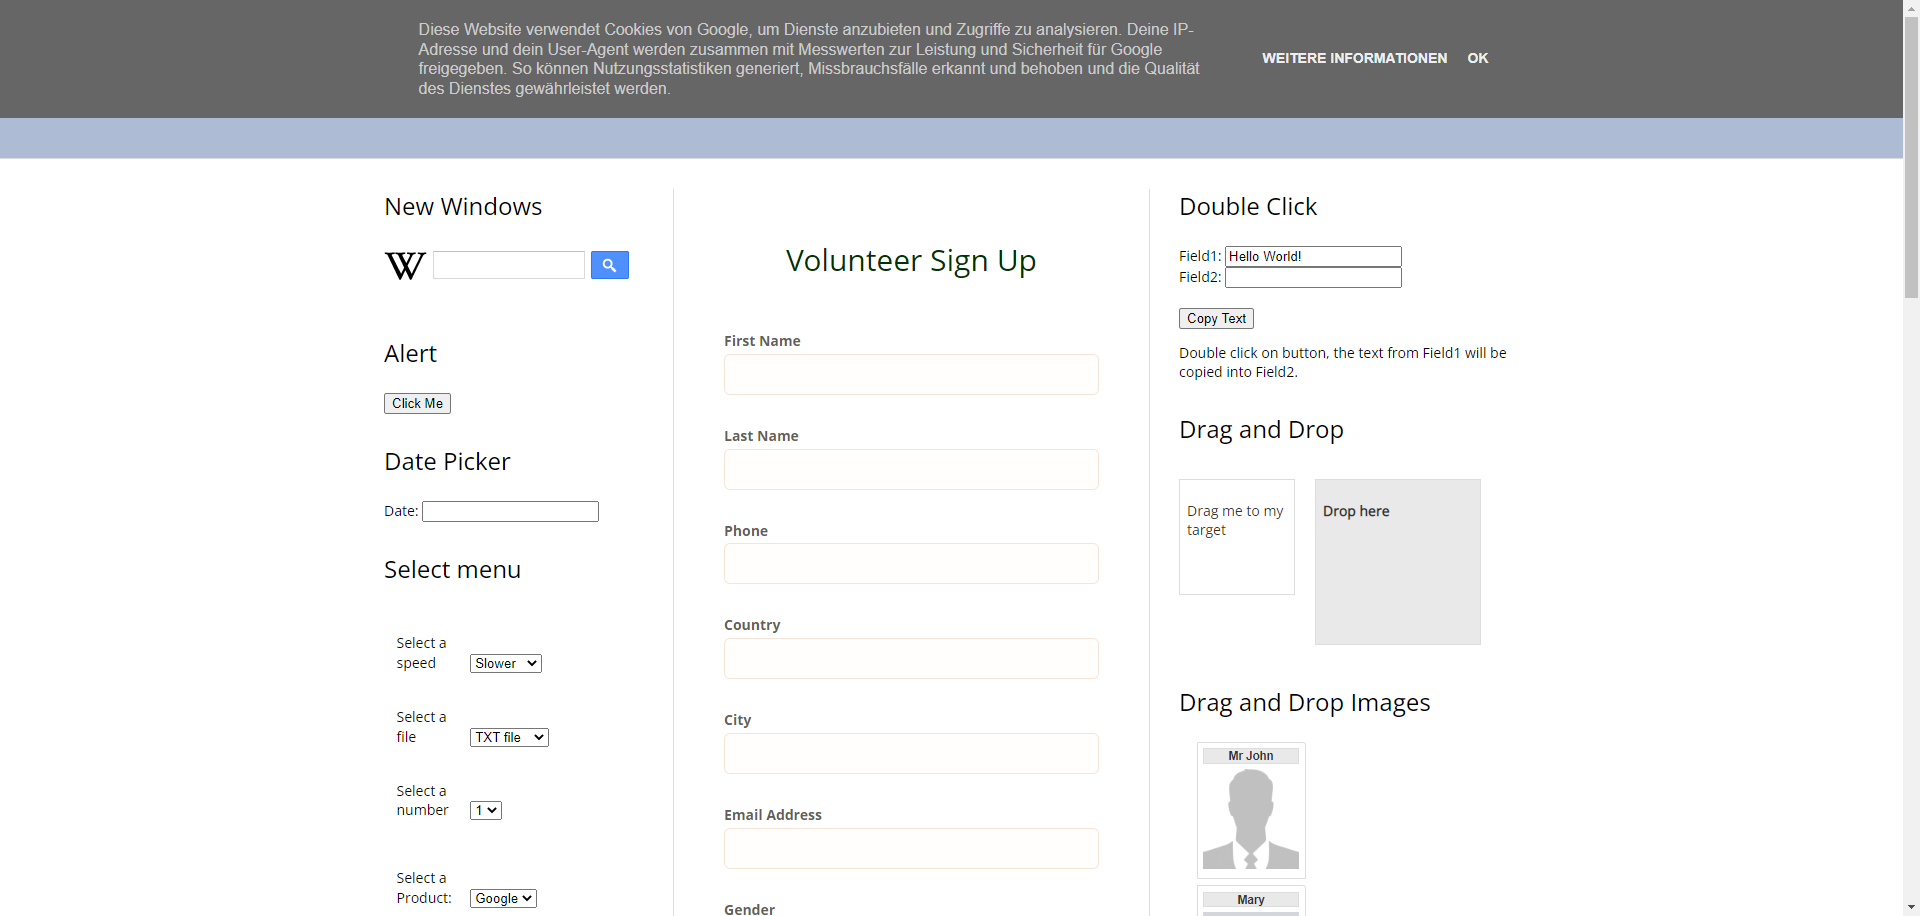 Diese Website verwendet Cookies von Google, um Dienste anzubieten und Zugriffe zu analysieren. Deine IP-
Adresse und dein User-Agent werden zusammen mit Messwerten zur Leistung und Sicherheit für Google
freigegeben. So können Nutzungsstatistiken generiert, Missbrauchsfälle erkannt und behoben und die Qualität
des Dienstes gewährleistet werden.
WEITERE INFORMATIONEN OK
New Windows
W
Alert
Click Me
Date Picker
Date:
Select menu
Select a
speed Slower
Select a
file TXT file
Select a
number 1
Select a
Product: Google
Volunteer Sign Up
First Name
Last Name
Phone
Country
City
Email Address
Gender
Double Click
Field1: Hello World!
Field2:
Copy Text
Double click on button, the text from Field1 will be
copied into Field2.
Drag and Drop
Drag me to my
target
Drop here
Drag and Drop Images
Mr John
Mary